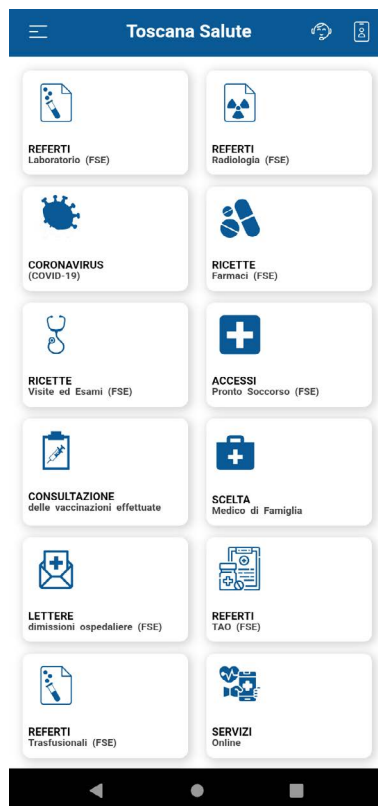 Toscana Salute
REFERTI
Laboratorio (FSE)
REFERTI
Radiologia (FSE)
CORONAVIRUS
(COVID-19)
RICETTE
Farmaci (FSE)
RICETTE
Visite ed Esami (FSE)
ACCESSI
Pronto Soccorso (FSE)
CONSULTAZIONE
delle vaccinazioni effettuate
SCELTA
Medico di Famiglia
LETTERE
dimissioni ospedaliere (FSE)
REFERTI
TAO (FSE)
REFERTI
Trasfusionali (FSE)
SERVIZI
Online